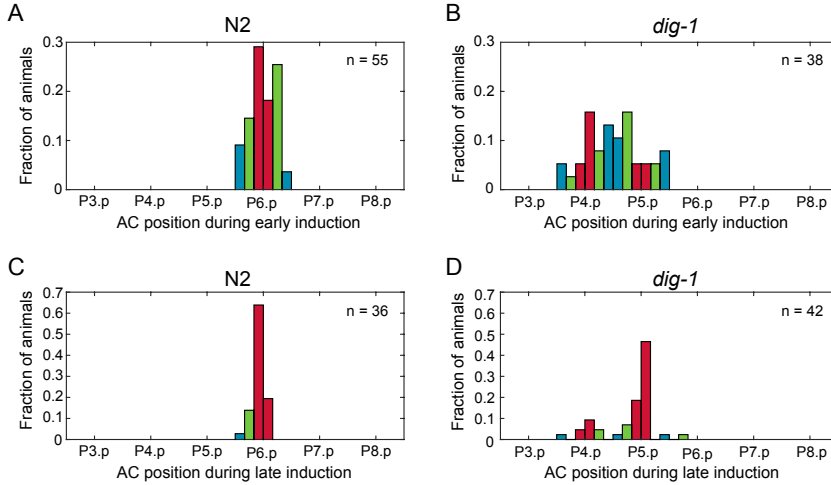 A
N2
0.3
0.2
0.1
0
Fraction of animals
n = 55
P3.p P4.p P5.p P6.p P7.p P8.p
AC position during early induction
B
dig-1
0.3
0.2
0.1
0
Fraction of animals
n = 38
P3.p P4.p P5.p P6.p P7.p P8.p
AC position during early induction
C
N2
0.7
0.6
0.5
0.4
0.3
0.2
0.1
0
Fraction of animals
n = 36
P3.p P4.p P5.p P6.p P7.p P8.p
AC position during late induction
D
dig-1
0.7
0.6
0.5
0.4
0.3
0.2
0.1
0
Fraction of animals
n = 42
P3.p P4.p P5.p P6.p P7.p P8.p
AC position during late induction